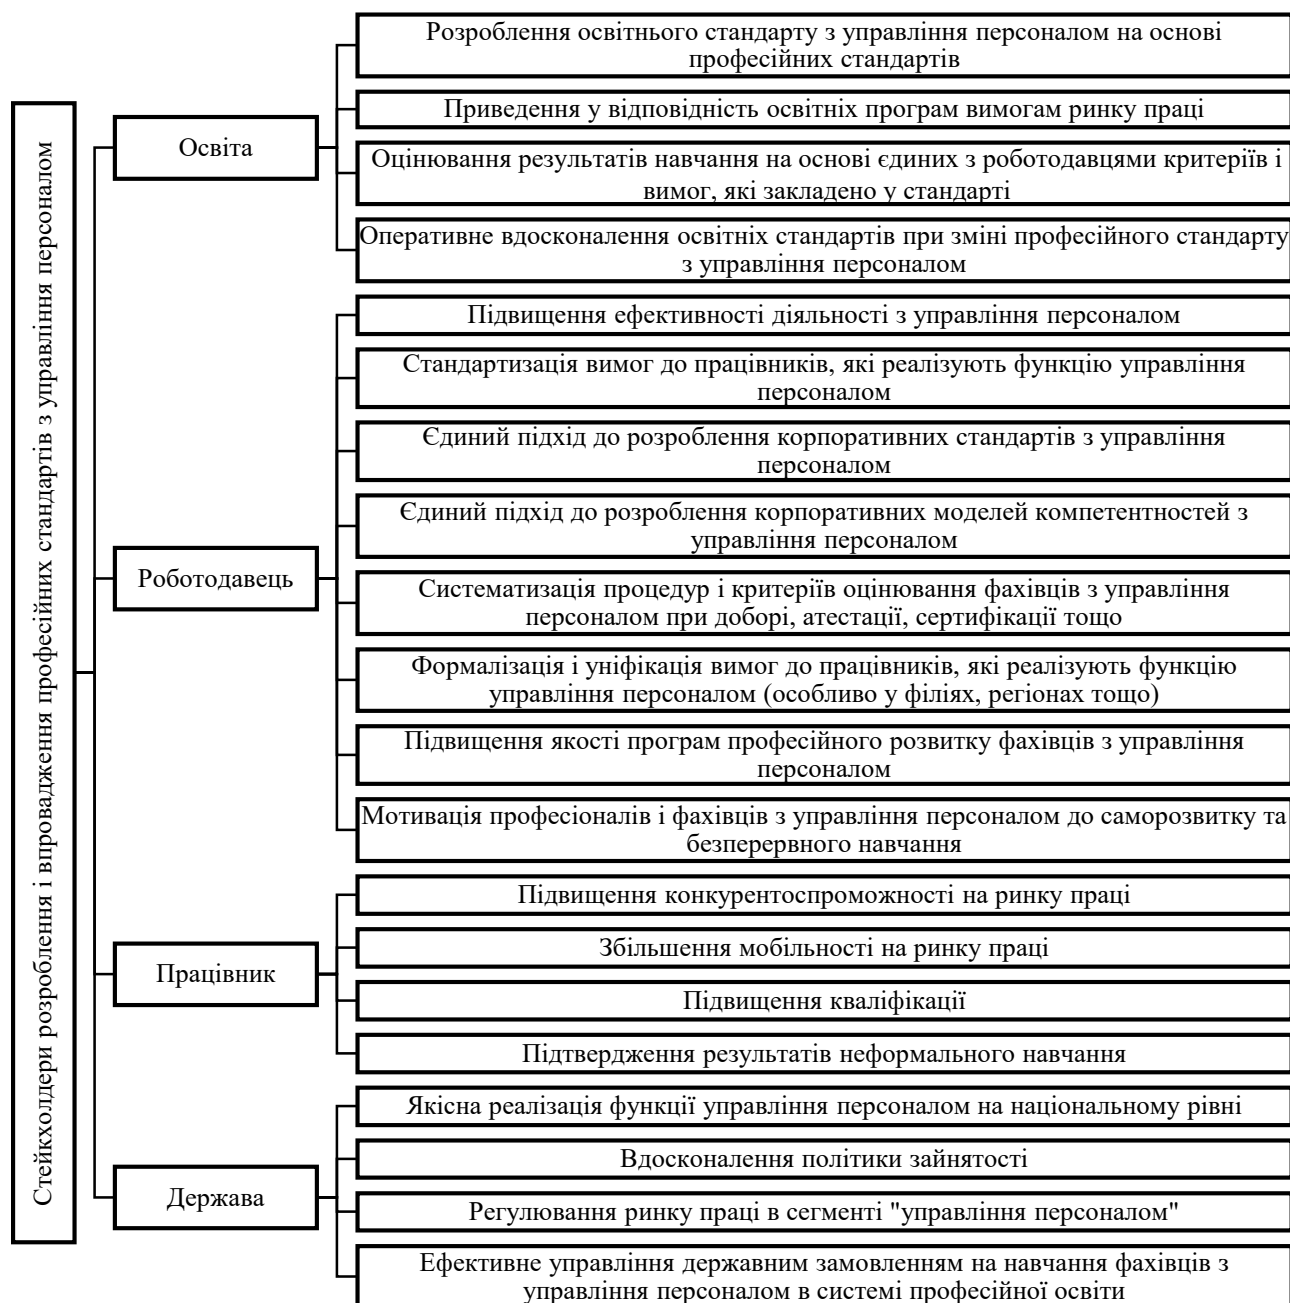 Стейкхолдери розроблення і впровадження професійних стандартів з управління персоналом
Освіта
Розроблення освітнього стандарту з управління персоналом на основі
професійних стандартів
Приведення у відповідність освітніх програм вимогам ринку праці
Оцінювання результатів навчання на основі єдиних з роботодавцями критеріїв і
вимог, які закладено у стандарті
Оперативне вдосконалення освітніх стандартів при зміні професійного стандарту
з управління персоналом
Роботодавець
Підвищення ефективності діяльності з управління персоналом
Стандартизація вимог до працівників, які реалізують функцію управління
персоналом
Єдиний підхід до розроблення корпоративних стандартів з управління
персоналом
Єдиний підхід до розроблення корпоративних моделей компетентностей з
управління персоналом
Систематизація процедур і критеріїв оцінювання фахівців з управління
персоналом при доборі, атестації, сертифікації тощо
Формалізація і уніфікація вимог до працівників, які реалізують функцію
управління персоналом (особливо у філіях, регіонах тощо)
Підвищення якості програм професійного розвитку фахівців з управління
персоналом
Мотивація професіоналів і фахівців з управління персоналом до саморозвитку та
безперервного навчання
Працівник
Підвищення конкурентоспроможності на ринку праці
Збільшення мобільності на ринку праці
Підвищення кваліфікації
Підтвердження результатів неформального навчання
Держава
Якісна реалізація функції управління персоналом на національному рівні
Вдосконалення політики зайнятості
Регулювання ринку праці в сегменті "управління персоналом"
Ефективне управління державним замовленням на навчання фахівців з
управління персоналом в системі професійної освіти